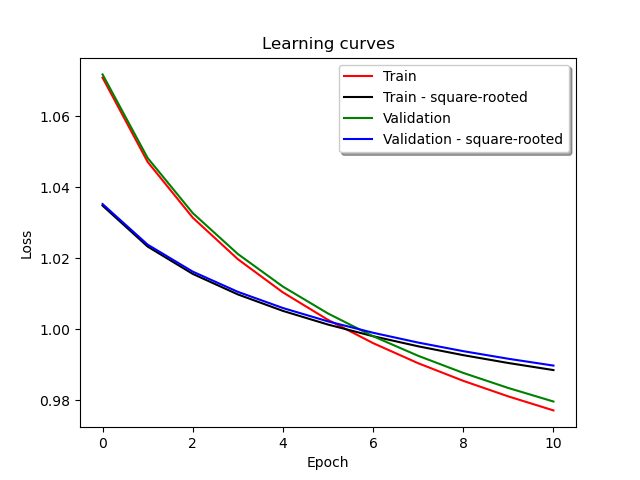 Learning curves
Train
Train - square-rooted
Validation
Validation - square-rooted
1.06
1.04
1.02
1.00
0.98
Loss
0 2 4 6 8 10
Epoch